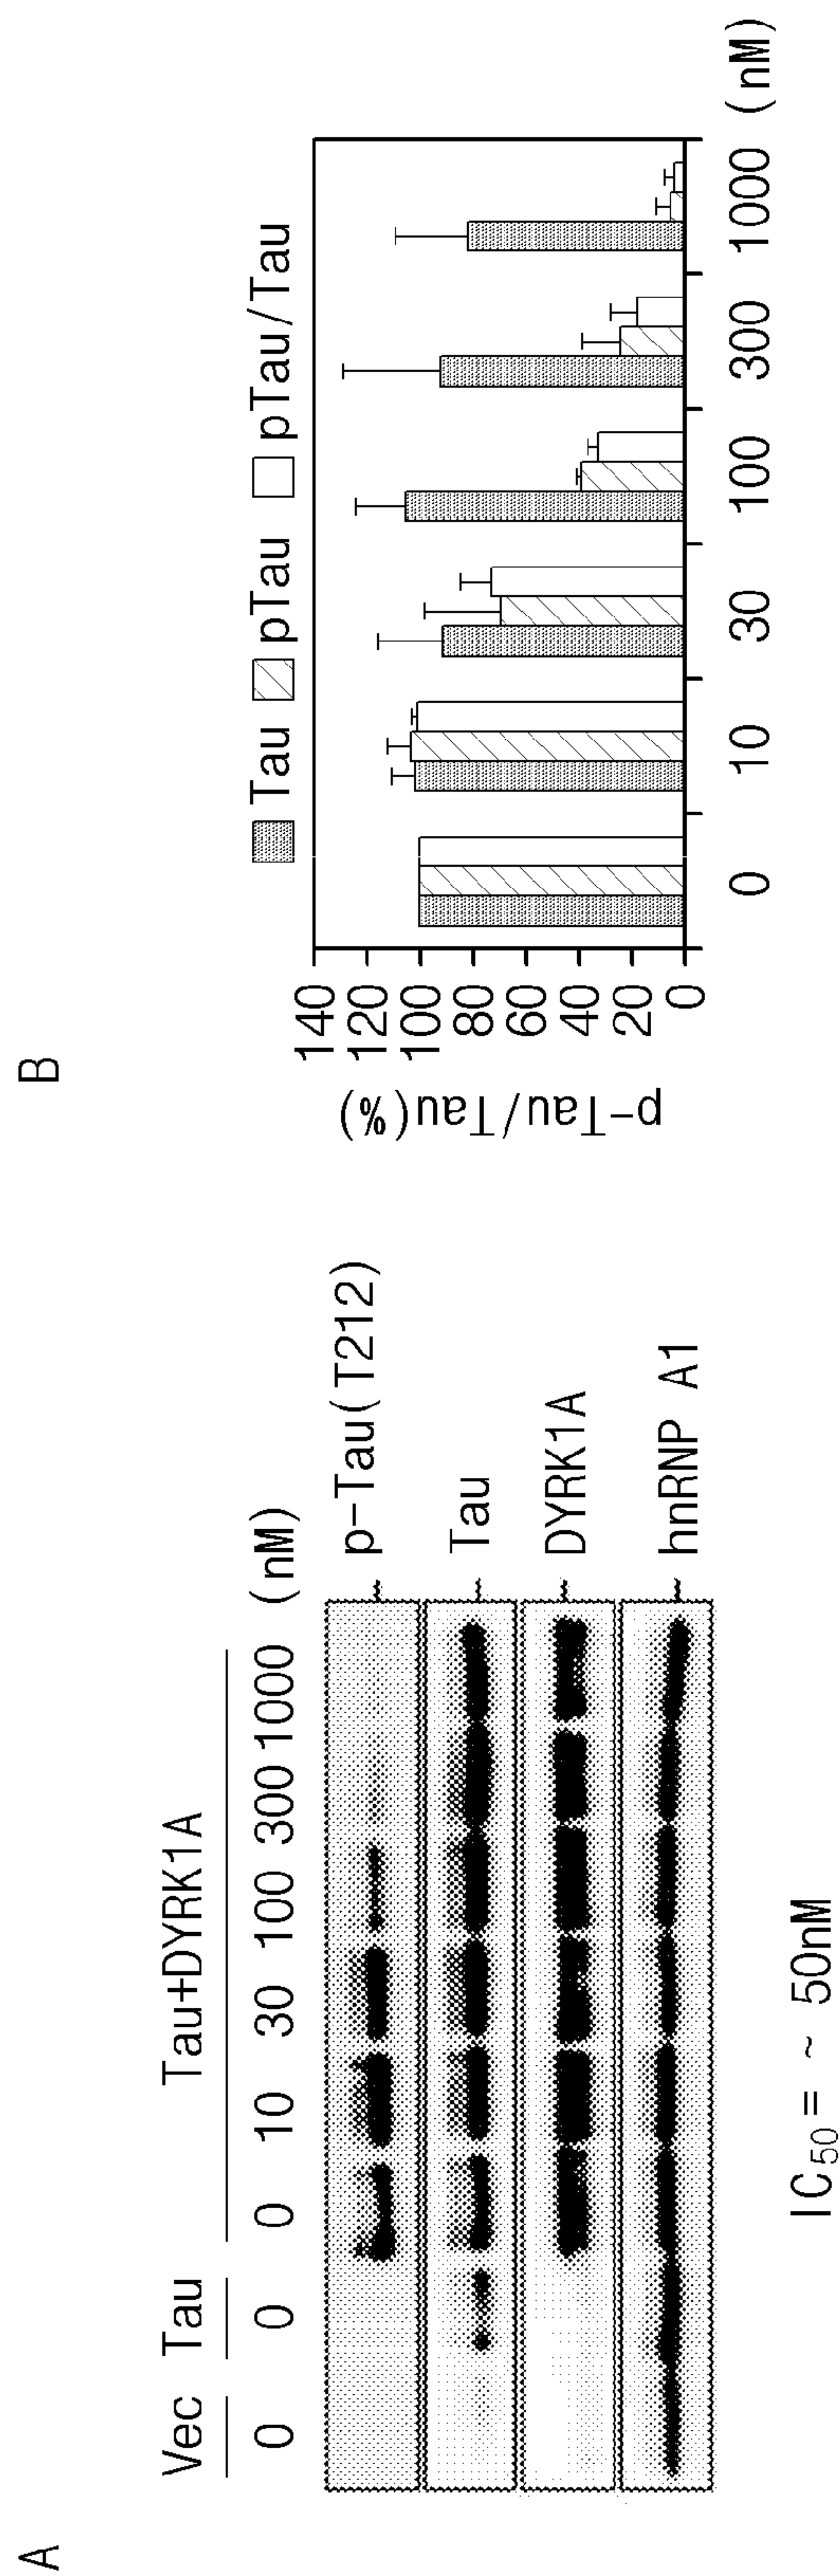 A
Vec Tau Tau+DYRK1A
0 0 0 10 30 100 300 1000 (nM)
p-Tau(T212)
Tau
DYRK1A
hnRNP A1
IC50= ~ 50nM
B
Tau pTau pTau/Tau
p-Tau/Tau(%)
140
120
100
80
60
40
20
0
0 10 30 100 300 1000 (nM)